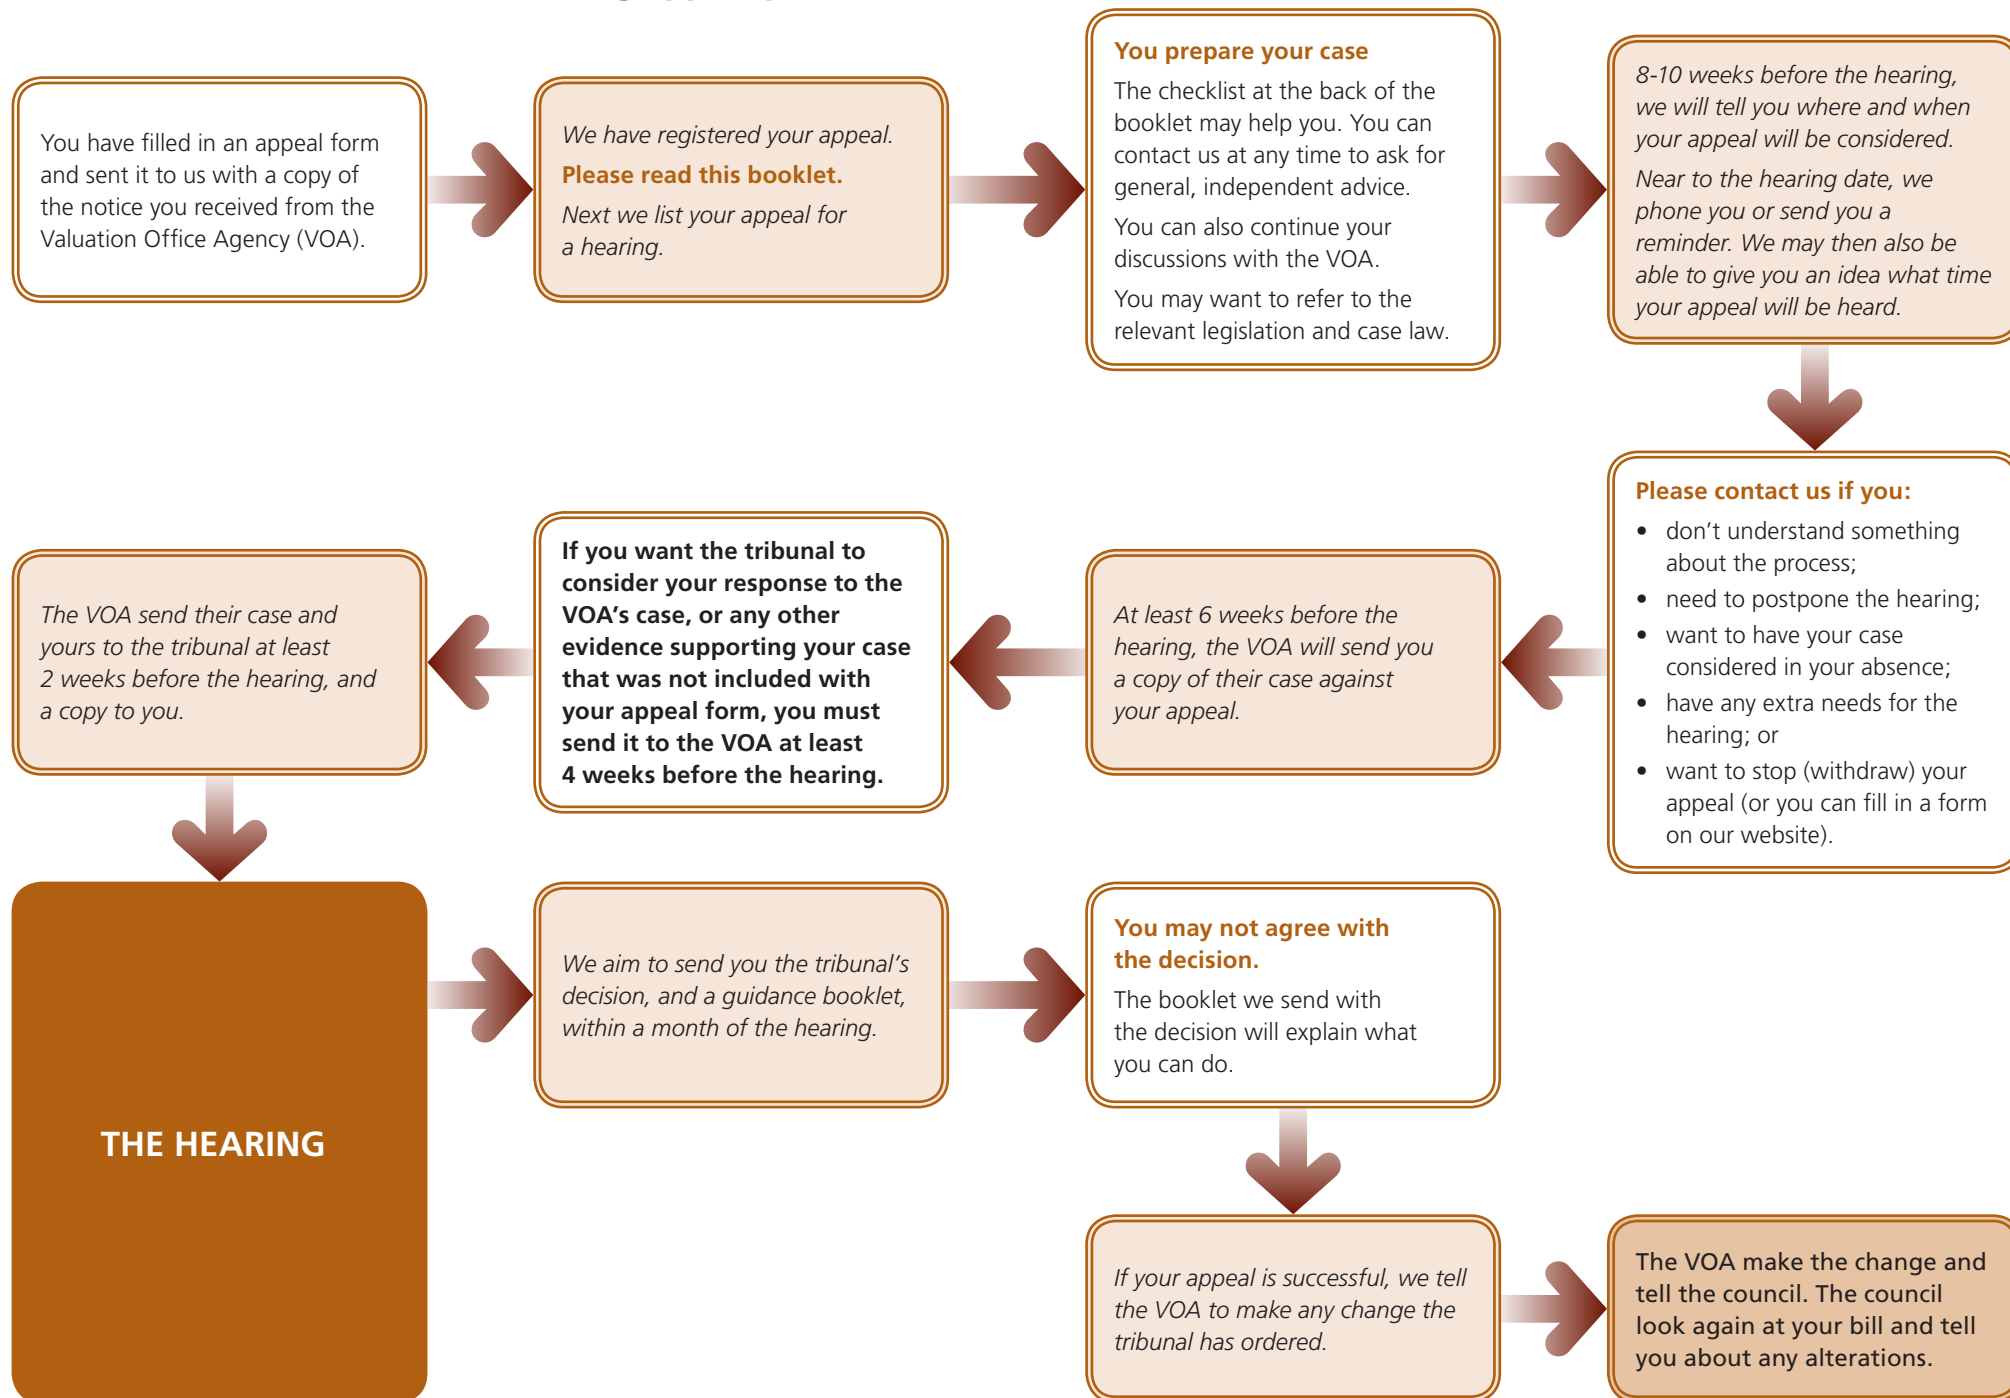 You have filled in an appeal form
and sent it to us with a copy of
the notice you received from the
Valuation Office Agency (VOA).
We have registered your appeal.
Please read this booklet.
Next we list your appeal for
a hearing.
You prepare your case
The checklist at the back of the
booklet may help you. You can
contact us at any time to ask for
general, independent advice.
You can also continue your
discussions with the VOA.
You may want to refer to the
relevant legislation and case law.
8-10 weeks before the hearing,
we will tell you where and when
your appeal will be considered.
Near to the hearing date, we
phone you or send you a
reminder. We may then also be
able to give you an idea what time
your appeal will be heard.
Please contact us if you:
• don't understand something
about the process;
• need to postpone the hearing;
• want to have your case
considered in your absence;
• have any extra needs for the
hearing; or
• want to stop (withdraw) your
appeal (or you can fill in a form
on our website).
At least 6 weeks before the
hearing, the VOA will send you
a copy of their case against
your appeal.
If you want the tribunal to
consider your response to the
VOA's case, or any other
evidence supporting your case
that was not included with
your appeal form, you must
send it to the VOA at least
4 weeks before the hearing.
The VOA send their case and
yours to the tribunal at least
2 weeks before the hearing, and
a copy to you.
THE HEARING
We aim to send you the tribunal's
decision, and a guidance booklet,
within a month of the hearing.
You may not agree with
the decision.
The booklet we send with
the decision will explain what
you can do.
If your appeal is successful, we tell
the VOA to make any change the
tribunal has ordered.
The VOA make the change and
tell the council. The council
look again at your bill and tell
you about any alterations.